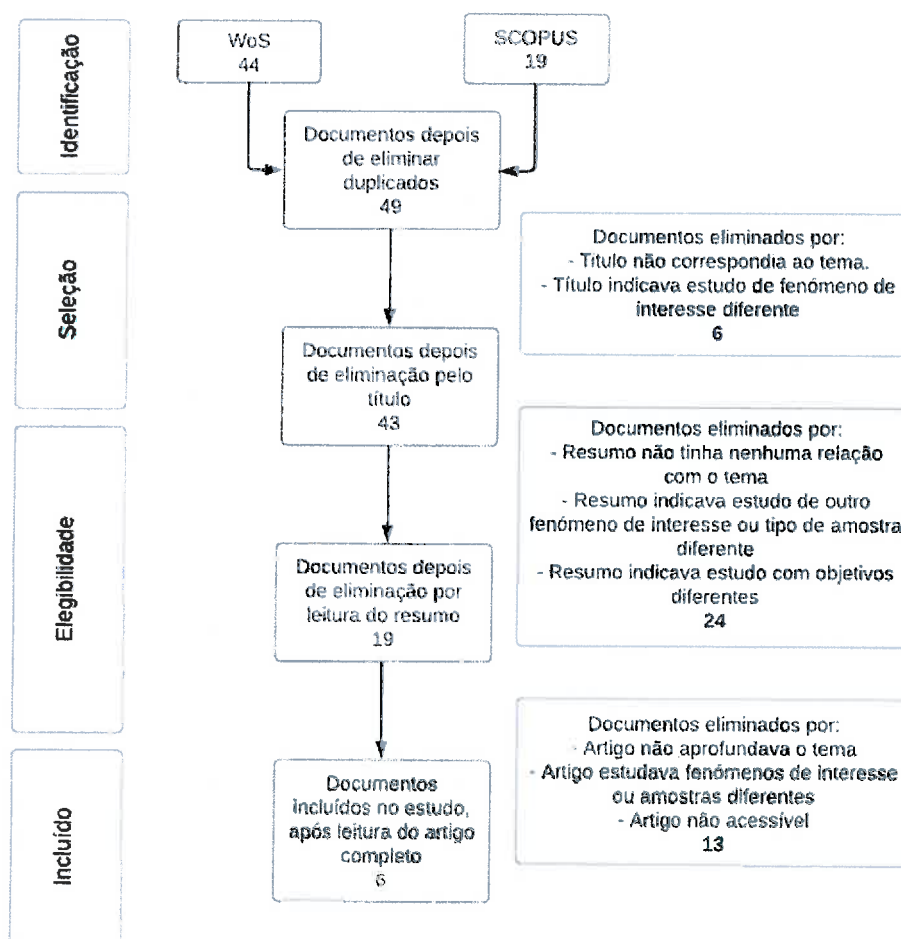 Identificação
WoS
44
SCOPUS
19
Documentos depois
de eliminar
duplicados
49
Seleção
Documentos eliminados por:
- Titulo não correspondia ao tema.
- Título indicava estudo de fenómeno de
interesse diferente
6
Documentos depois
de eliminação pelo
título
43
Elegibilidade
Documentos eliminados por:
- Resumo não tinha nenhuma relação
com o tema
- Resumo indicava estudo de outro
fenómeno de interesse ou tipo de amostra
diferente
- Resumo indicava estudo com objetivos
diferentes
24
Documentos depois
de eliminação por
leitura do resumo
19
Incluído
Documentos eliminados por:
- Artigo não aprofundava o tema
- Artigo estudava fenómenos de interesse
ou amostras diferentes
- Artigo não acessível
13
Documentos
incluídos no estudo,
após leitura do artigo
completo
6